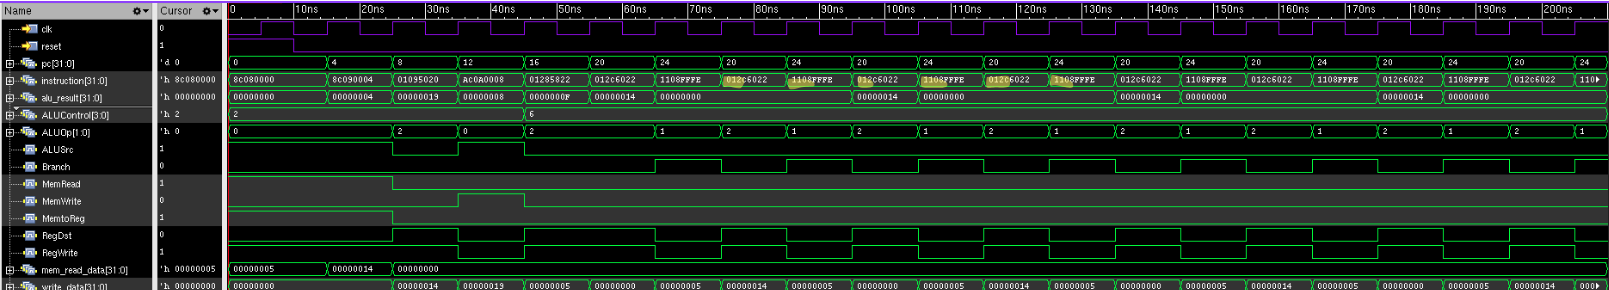 Name Cursor 0 10ns 20ns 30ns 40ns 50ns 60ns 70ns 80ns 90ns 100ns 110ns 120ns 130ns 140ns 150ns 160ns 170ns 180ns 190ns 200ns
clk 0
reset 1
pc[31:0] 'd 0 0 4 8 12 16 20 24 20 24 20 24 20 24 20 24 20 24 20 24 20 24
instruction[31:0] 'h 8c080000 8c080000 8c090004 01095020 Ac0A0008 01285822 012c6022 1108FFFE 012c6022 1108FFFE 012c6022 1108FFFE 012c6022 1108FFFE 012c6022 1108FFFE 012c6022 1108FFFE 012c6022 1108FFFE 012c6022 110
alu_result[31:0] 'h 00000000 00000000 00000004 00000019 00000008 0000000F 00000014 00000000 00000014 00000000 00000014 00000000 00000014 00000000
ALUControl[3:0] 'h 2 2 6
ALUOp[1:0] 'h 0 0 2 0 2 1 2 1 2 1 2 1 2 1 2 1 2 1 2 1
ALUSrc 1
Branch 0
MemRead 1
MemWrite 0
MemtoReg 1
RegDst 0
RegWrite 1
mem_read_data[31:0] 'h 00000005 00000005 00000014 00000000
write_data[31:0] 'h 00000000 00000000 00000014 00000019 00000005 00000000 00000005 00000014 00000005 00000000 00000005 00000014 00000005 00000000 00000005 00000014 00000005 00000000 00000005 00000014 000